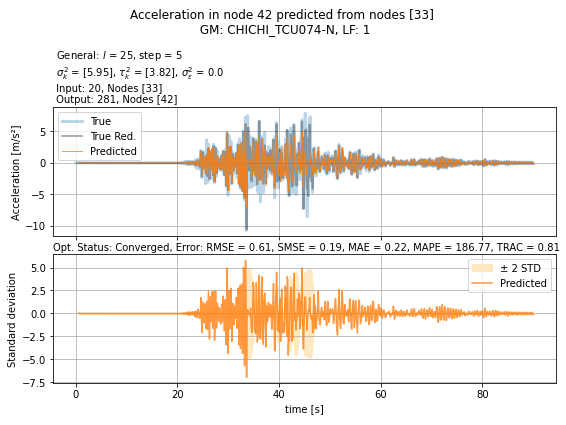 Acceleration in node 42 predicted from nodes [33]
GM: CHICHI_TCU074-N, LF: 1
General: l = 25, step = 5
σ²ₖ = [5.95], τ²ₖ = [3.82], σ²ε = 0.0
Input: 20, Nodes [33]
Output: 281, Nodes [42]
True
True Red.
Predicted
Acceleration [m/s²]
5
0
−5
−10
Opt. Status: Converged, Error: RMSE = 0.61, SMSE = 0.19, MAE = 0.22, MAPE = 186.77, TRAC = 0.81
± 2 STD
Predicted
Standard deviation
5.0
2.5
0.0
−2.5
−5.0
−7.5
0 20 40 60 80
time [s]